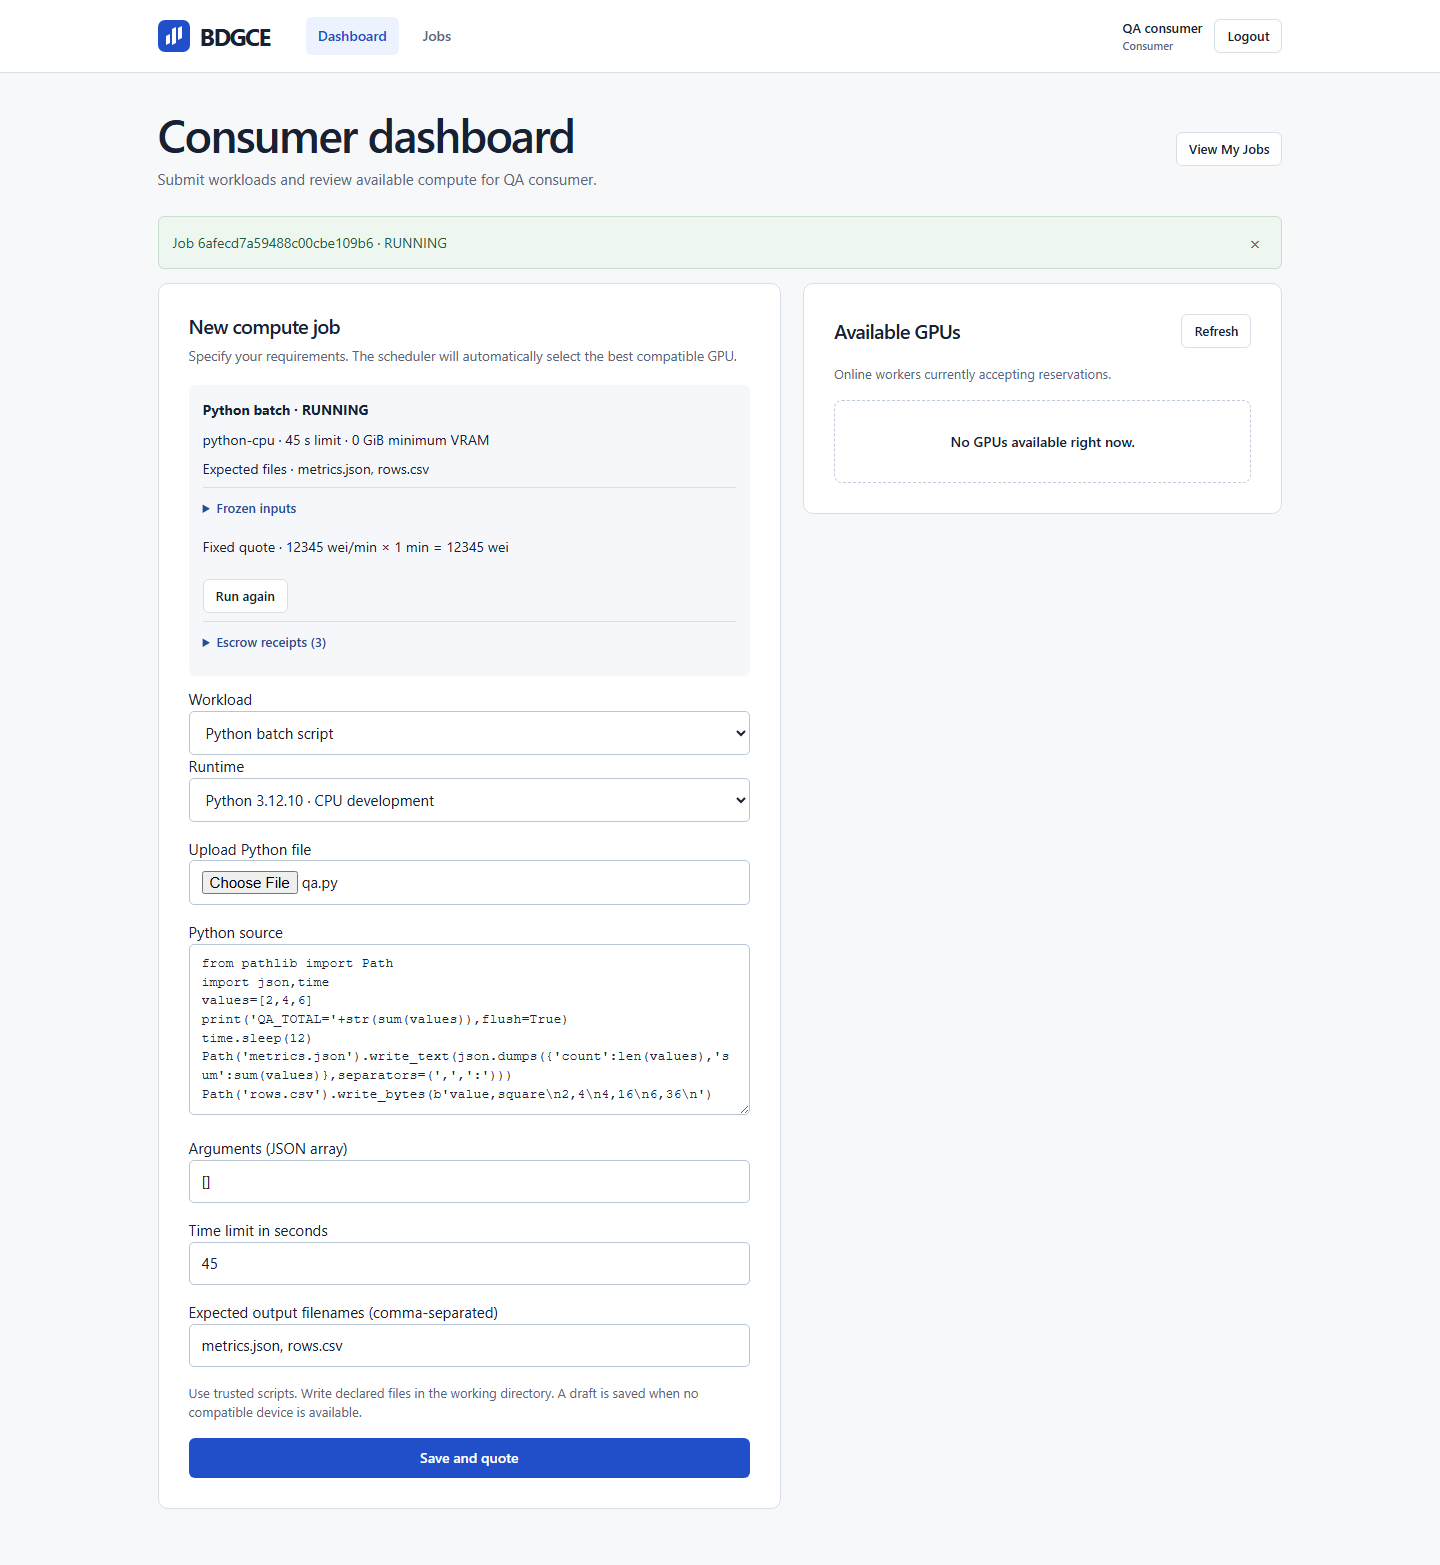 BDGCE
Dashboard
Jobs
QA consumer
Consumer
Logout
Consumer dashboard
Submit workloads and review available compute for QA consumer.
View My Jobs
Job 6afecd7a59488c00cbe109b6 · RUNNING
×
New compute job
Specify your requirements. The scheduler will automatically select the best compatible GPU.
Python batch · RUNNING
python-cpu · 45 s limit · 0 GiB minimum VRAM
Expected files · metrics.json, rows.csv
Frozen inputs
Fixed quote · 12345 wei/min × 1 min = 12345 wei
Run again
Escrow receipts (3)
Workload
Python batch script
Runtime
Python 3.12.10 · CPU development
Upload Python file
Choose File qa.py
Python source
from pathlib import Path
import json,time
values=[2,4,6]
print('QA_TOTAL='+str(sum(values)),flush=True)
time.sleep(12)
Path('metrics.json').write_text(json.dumps({'count':len(values),'s
um':sum(values)},separators=(',',':')))
Path('rows.csv').write_bytes(b'value,square\n2,4\n4,16\n6,36\n')
Arguments (JSON array)
[]
Time limit in seconds
45
Expected output filenames (comma-separated)
metrics.json, rows.csv
Use trusted scripts. Write declared files in the working directory. A draft is saved when no
compatible device is available.
Save and quote
Available GPUs
Refresh
Online workers currently accepting reservations.
No GPUs available right now.